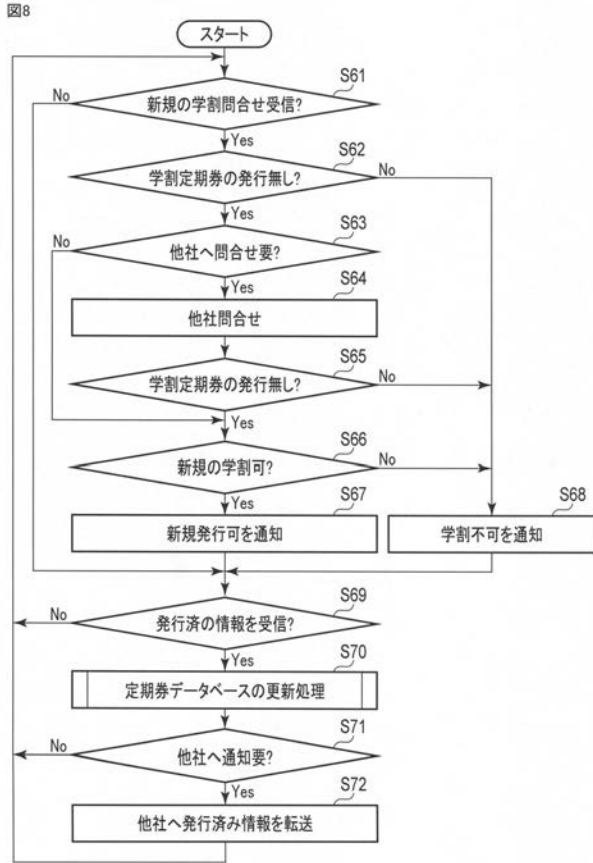 図8
スタート
S61
新規の学割問合せ受信?
No
Yes
S62
学割定期券の発行無し?
No
Yes
S63
他社へ問合せ要?
No
Yes
S64
他社問合せ
S65
学割定期券の発行無し?
No
Yes
S66
新規の学割可?
No
Yes
S67
新規発行可を通知
S68
学割不可を通知
S69
発行済の情報を受信?
No
Yes
S70
定期券データベースの更新処理
S71
他社へ通知要?
No
Yes
S72
他社へ発行済み情報を転送